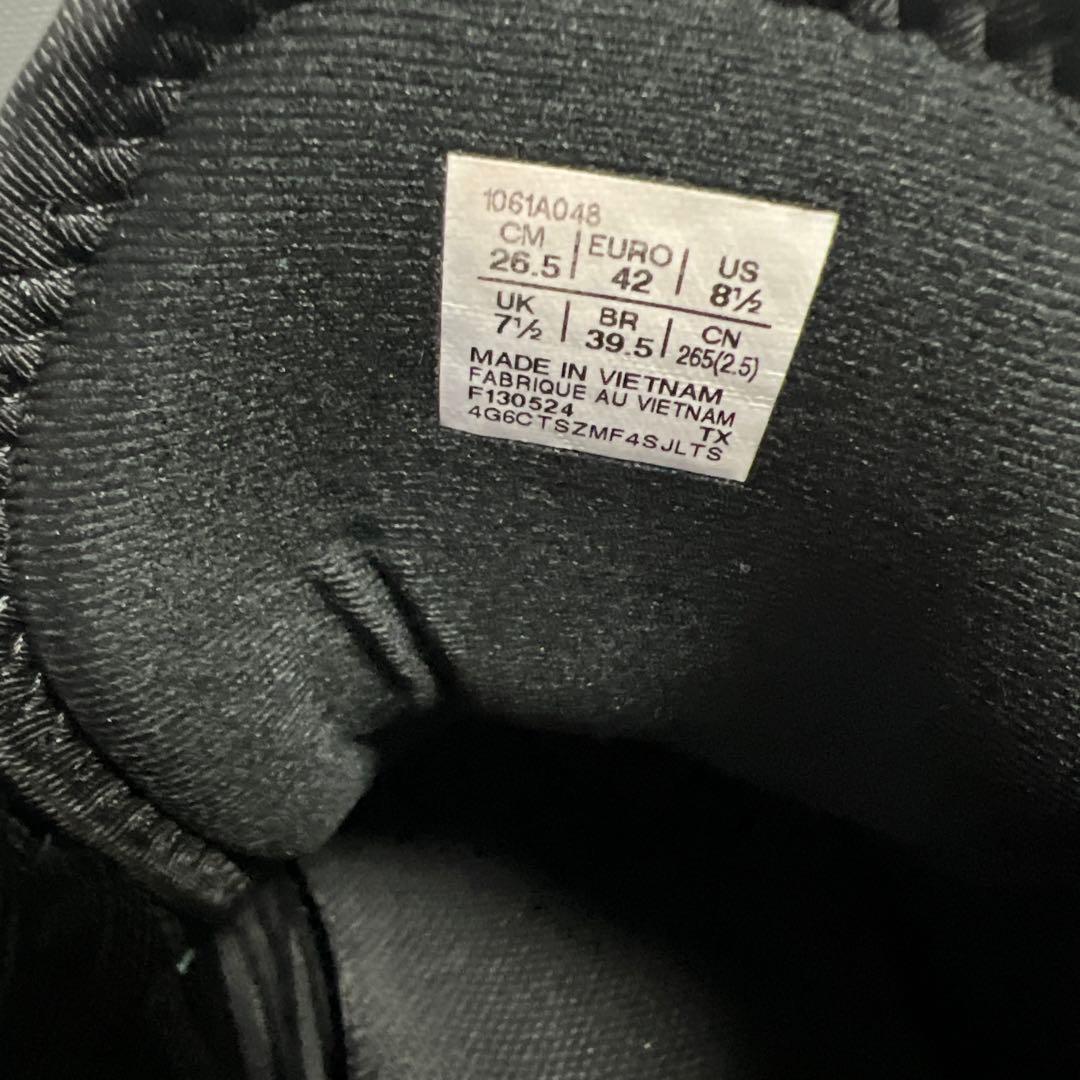 1061A048
CM | EURO | US
26.5 | 42 | 8½
UK | BR | CN
7½ | 39.5 | 265(2.5)
MADE IN VIETNAM
FABRIQUE AU VIETNAM
F130524 TX
4G6CTSZMF4SJLTS